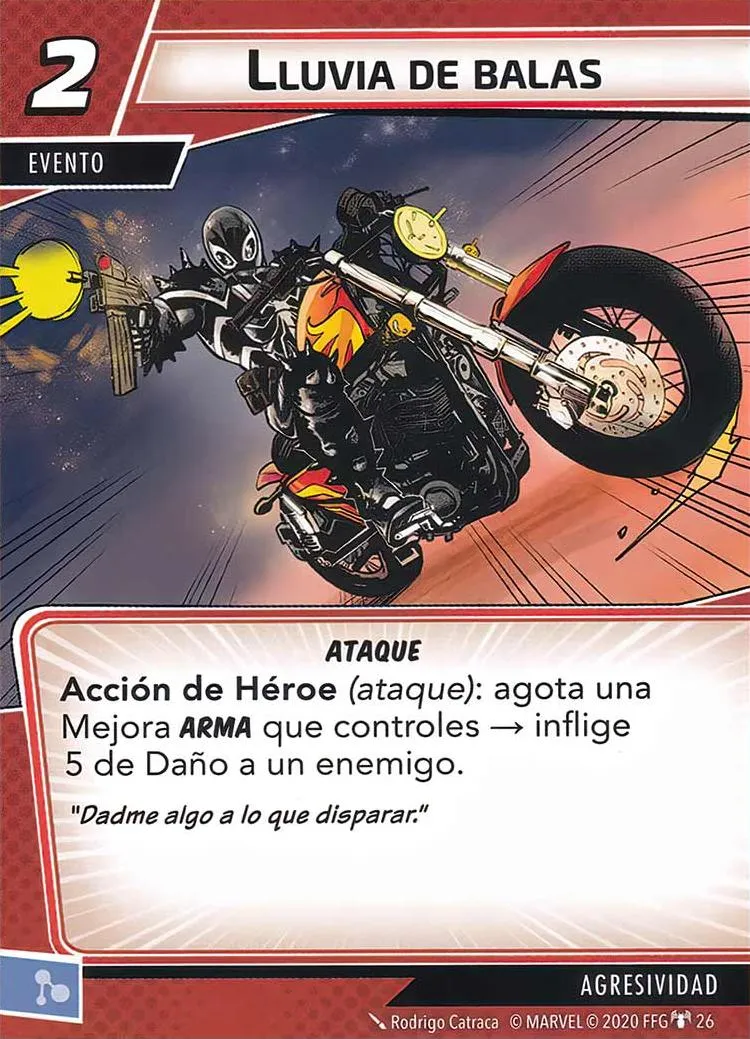 2
LLUVIA DE BALAS
EVENTO
ATAQUE
Acción de Héroe (ataque): agota una
Mejora ARMA que controles → inflige
5 de Daño a un enemigo.
"Dadme algo a lo que disparar."
AGRESIVIDAD
Rodrigo Catraca © MARVEL © 2020 FFG 26